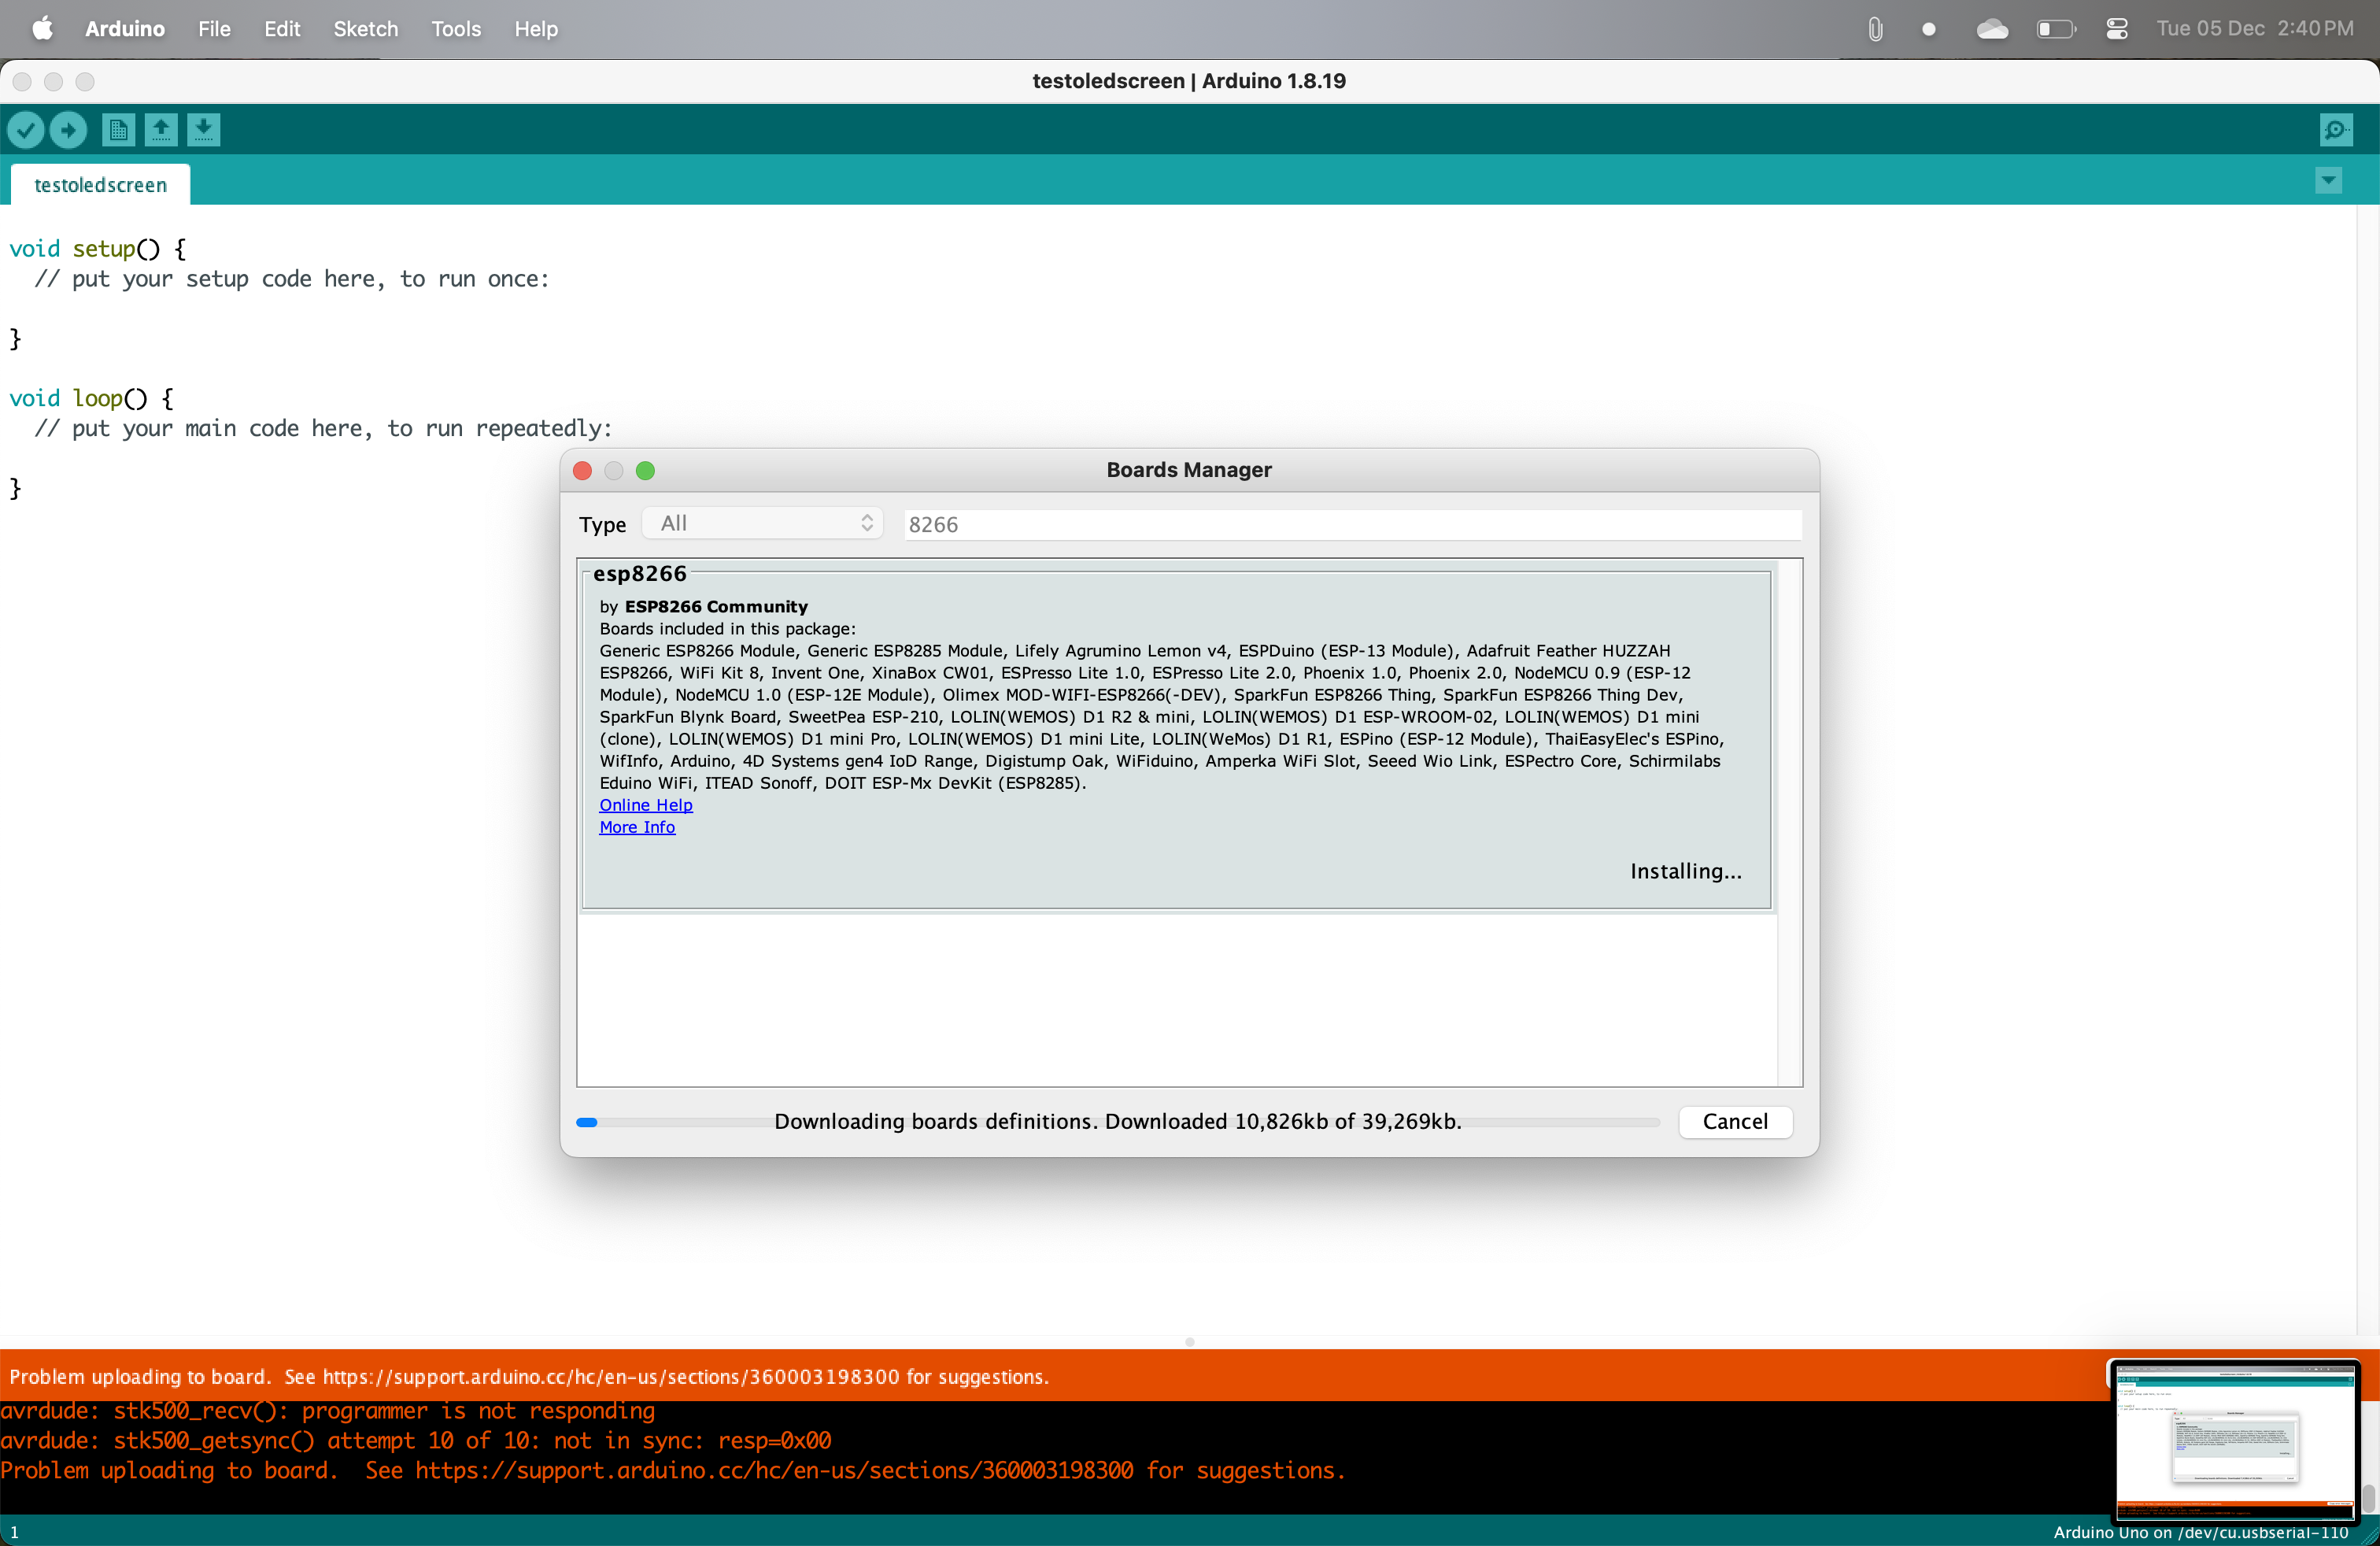 Arduino File Edit Sketch Tools Help Tue 05 Dec 2:40 PM
testoledscreen | Arduino 1.8.19
testoledscreen
void setup() {
// put your setup code here, to run once:
}
void loop() {
// put your main code here, to run repeatedly:
}
Boards Manager
Type All 8266
esp8266
by ESP8266 Community
Boards included in this package:
Generic ESP8266 Module, Generic ESP8285 Module, Lifely Agrumino Lemon v4, ESPDuino (ESP-13 Module), Adafruit Feather HUZZAH
ESP8266, WiFi Kit 8, Invent One, XinaBox CW01, ESPresso Lite 1.0, ESPresso Lite 2.0, Phoenix 1.0, Phoenix 2.0, NodeMCU 0.9 (ESP-12
Module), NodeMCU 1.0 (ESP-12E Module), Olimex MOD-WIFI-ESP8266(-DEV), SparkFun ESP8266 Thing, SparkFun ESP8266 Thing Dev,
SparkFun Blynk Board, SweetPea ESP-210, LOLIN(WEMOS) D1 R2 & mini, LOLIN(WEMOS) D1 ESP-WROOM-02, LOLIN(WEMOS) D1 mini
(clone), LOLIN(WEMOS) D1 mini Pro, LOLIN(WEMOS) D1 mini Lite, LOLIN(WeMos) D1 R1, ESPino (ESP-12 Module), ThaiEasyElec's ESPino,
WifInfo, Arduino, 4D Systems gen4 IoD Range, Digistump Oak, WiFiduino, Amperka WiFi Slot, Seeed Wio Link, ESPectro Core, Schirmilabs
Eduino WiFi, ITEAD Sonoff, DOIT ESP-Mx DevKit (ESP8285).
Online Help
More Info
Installing...
Downloading boards definitions. Downloaded 10,826kb of 39,269kb. Cancel
Problem uploading to board. See https://support.arduino.cc/hc/en-us/sections/360003198300 for suggestions.
avrdude: stk500_recv(): programmer is not responding
avrdude: stk500_getsync() attempt 10 of 10: not in sync: resp=0x00
Problem uploading to board. See https://support.arduino.cc/hc/en-us/sections/360003198300 for suggestions.
1 Arduino Uno on /dev/cu.usbserial-110